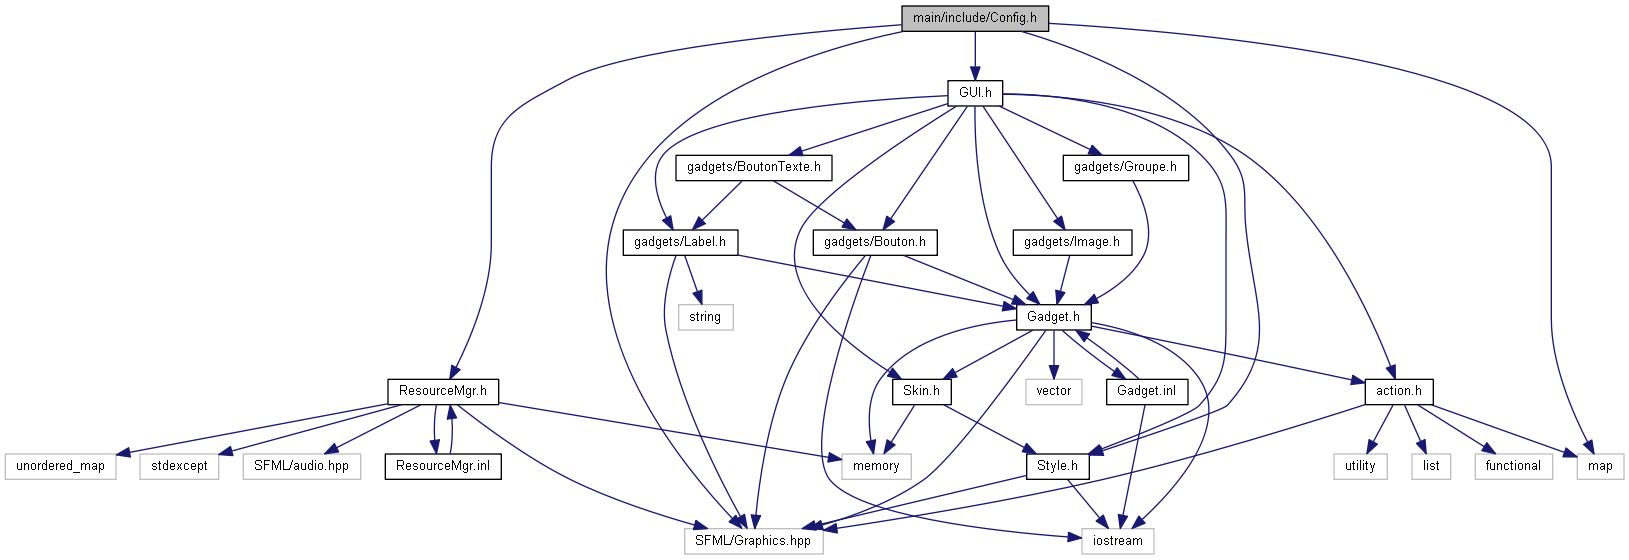 main/include/Config.h
GUI.h
gadgets/BoutonTexte.h
gadgets/Groupe.h
gadgets/Label.h
gadgets/Bouton.h
gadgets/Image.h
string
Gadget.h
ResourceMgr.h
Skin.h
vector
Gadget.inl
action.h
unordered_map
stdexcept
SFML/audio.hpp
ResourceMgr.inl
memory
Style.h
utility
list
functional
map
SFML/Graphics.hpp
iostream